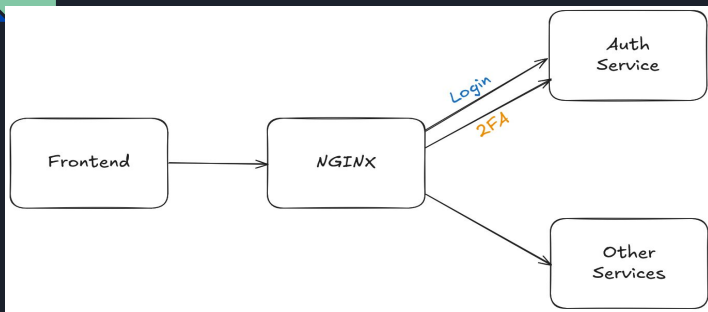 Auth
Service
Login
2FA
Frontend
NGINX
Other
Services